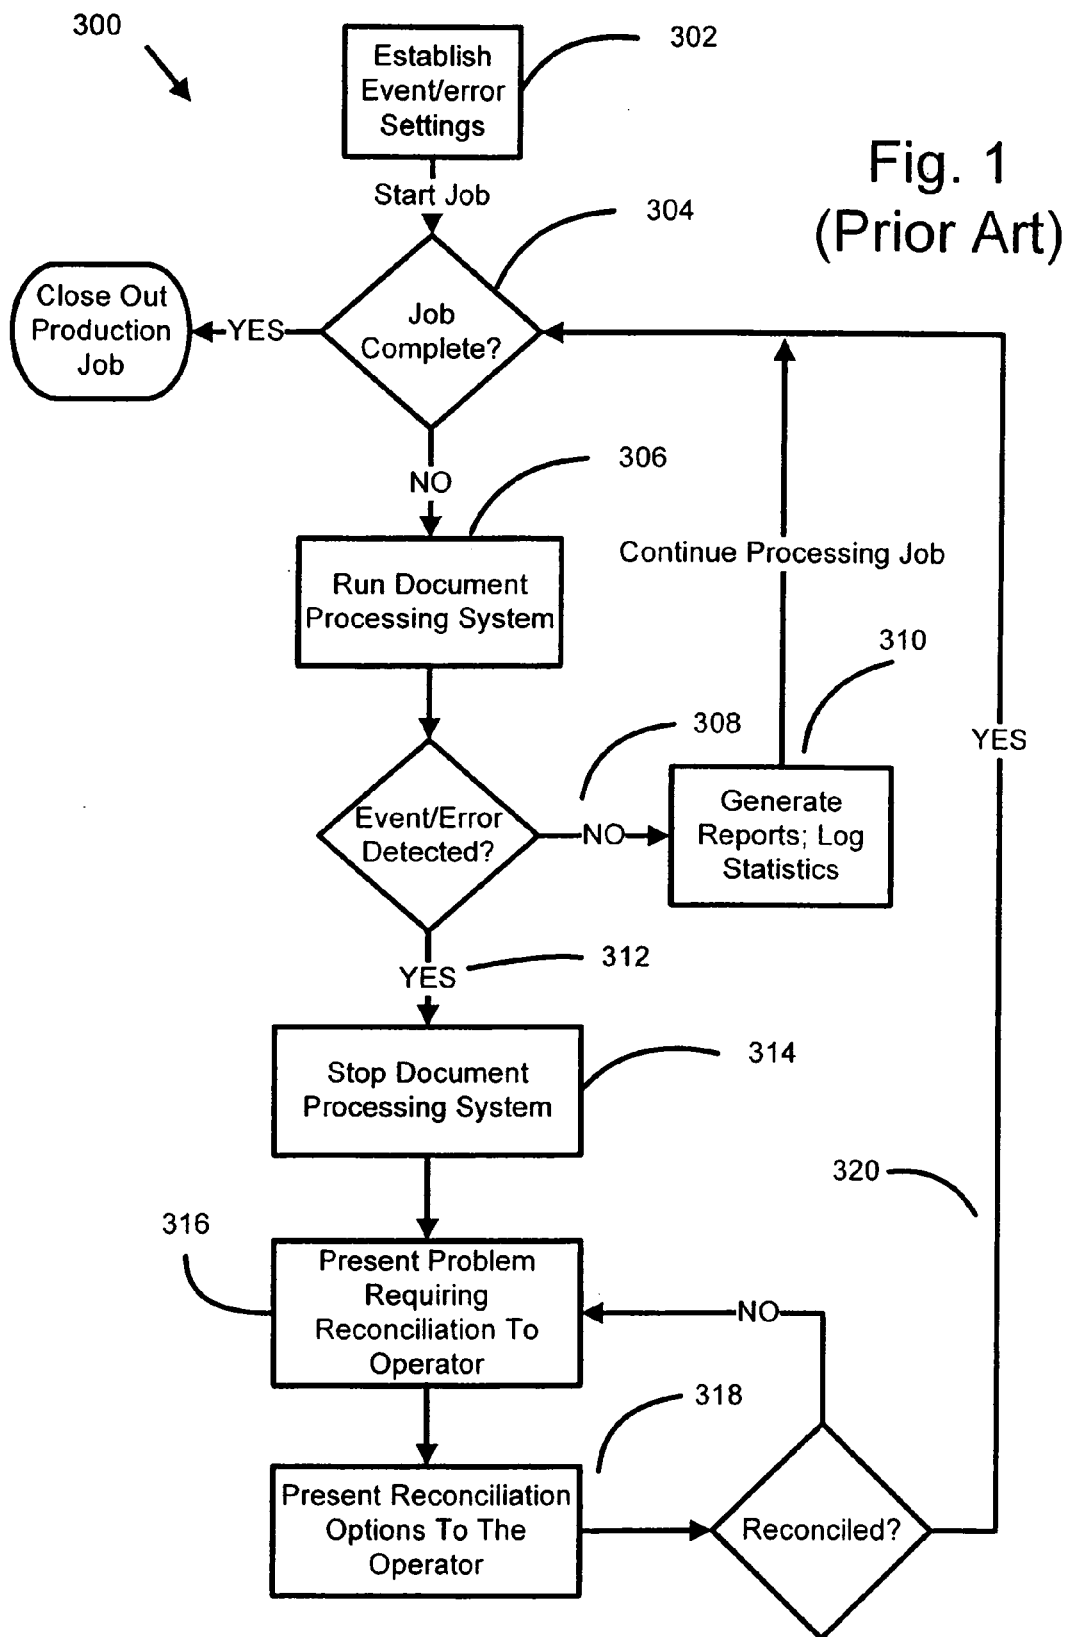 300
302
Establish
Event/error
Settings
Fig. 1
(Prior Art)
Start Job
304
Close Out
Production
Job
YES
Job
Complete?
NO
306
Run Document
Processing System
Continue Processing Job
310
308
YES
Event/Error
Detected?
NO
Generate
Reports; Log
Statistics
312
YES
Stop Document
Processing System
314
320
316
Present Problem
Requiring
Reconciliation To
Operator
NO
318
Present Reconciliation
Options To The
Operator
Reconciled?